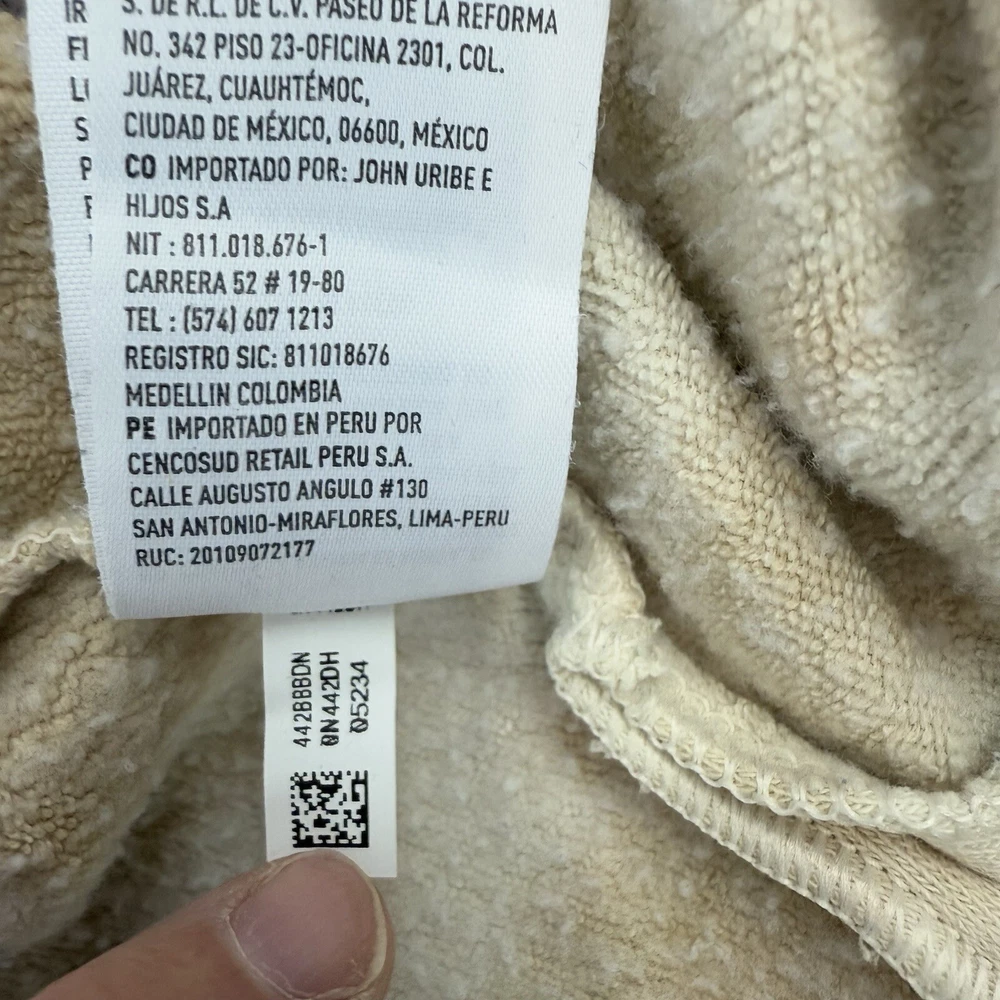 IR
FI
S
P
S. DE R.L. DE C.V. PASEO DE LA REFORMA
NO. 342 PISO 23-OFICINA 2301, COL.
JUÁREZ, CUAUHTÉMOC,
CIUDAD DE MÉXICO, 06600, MÉXICO
CO IMPORTADO POR: JOHN URIBE E
HIJOS S.A
NIT : 811.018.676-1
CARRERA 52 # 19-80
TEL : (574) 607 1213
REGISTRO SIC: 811018676
MEDELLIN COLOMBIA
PE IMPORTADO EN PERU POR
CENCOSUD RETAIL PERU S.A.
CALLE AUGUSTO ANGULO #130
SAN ANTONIO-MIRAFLORES, LIMA-PERU
RUC: 20109072177
442BBBDN
0N442DH
05234